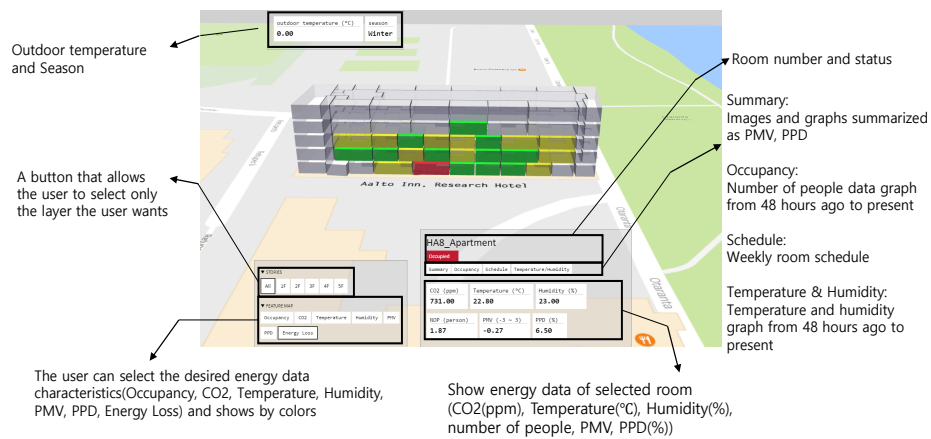 outdoor temperature (°C)
season
0.00
Winter
Outdoor temperature
and Season
Room number and status
Summary:
Images and graphs summarized
as PMV, PPD
Occupancy:
Number of people data graph
from 48 hours ago to present
Schedule:
Weekly room schedule
Temperature & Humidity:
Temperature and humidity
graph from 48 hours ago to
present
A button that allows
the user to select only
the layer the user wants
Aalto Inn. Research Hotel
Otaranta
Otaranta
HA8_Apartment
Occupied
Summary Occupancy Schedule Temperature/Humidity
CO2 (ppm) Temperature (°C) Humidity (%)
731.00 22.80 23.00
NOP (person) PMV (-3 ~ 3) PPD (%)
1.87 -0.27 6.50
▼ STORIES
All 1F 2F 3F 4F 5F
▼ FEATURE MAP
Occupancy CO2 Temperature Humidity PMV
PPD Energy Loss
The user can select the desired energy data
characteristics(Occupancy, CO2, Temperature, Humidity,
PMV, PPD, Energy Loss) and shows by colors
Show energy data of selected room
(CO2(ppm), Temperature(℃), Humidity(%),
number of people, PMV, PPD(%))